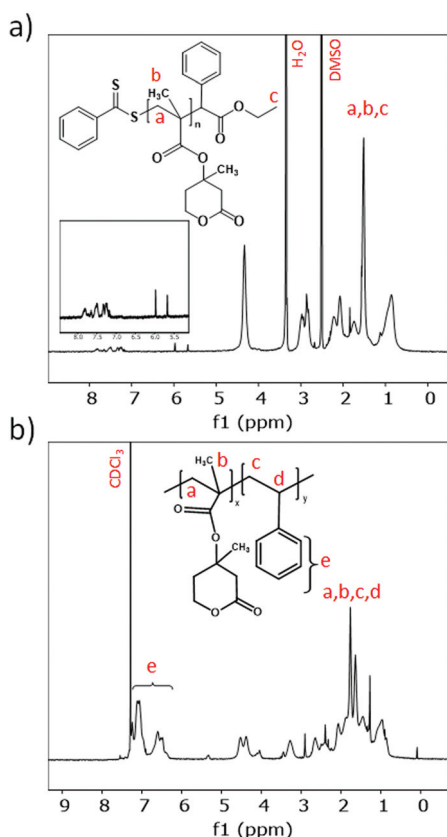 a)
H₂O
DMSO
b
c
a,b,c
S
S
H₃C
a
n
O
O
O
O
CH₃
O
O
8.0 7.5 7.0 6.5 6.0 5.5
8 7 6 5 4 3 2 1 0
f1 (ppm)
b)
CDCl₃
b
c
H₃C
d
a
x
y
O
O
CH₃
e
O
O
a,b,c,d
e
9 8 7 6 5 4 3 2 1 0
f1 (ppm)